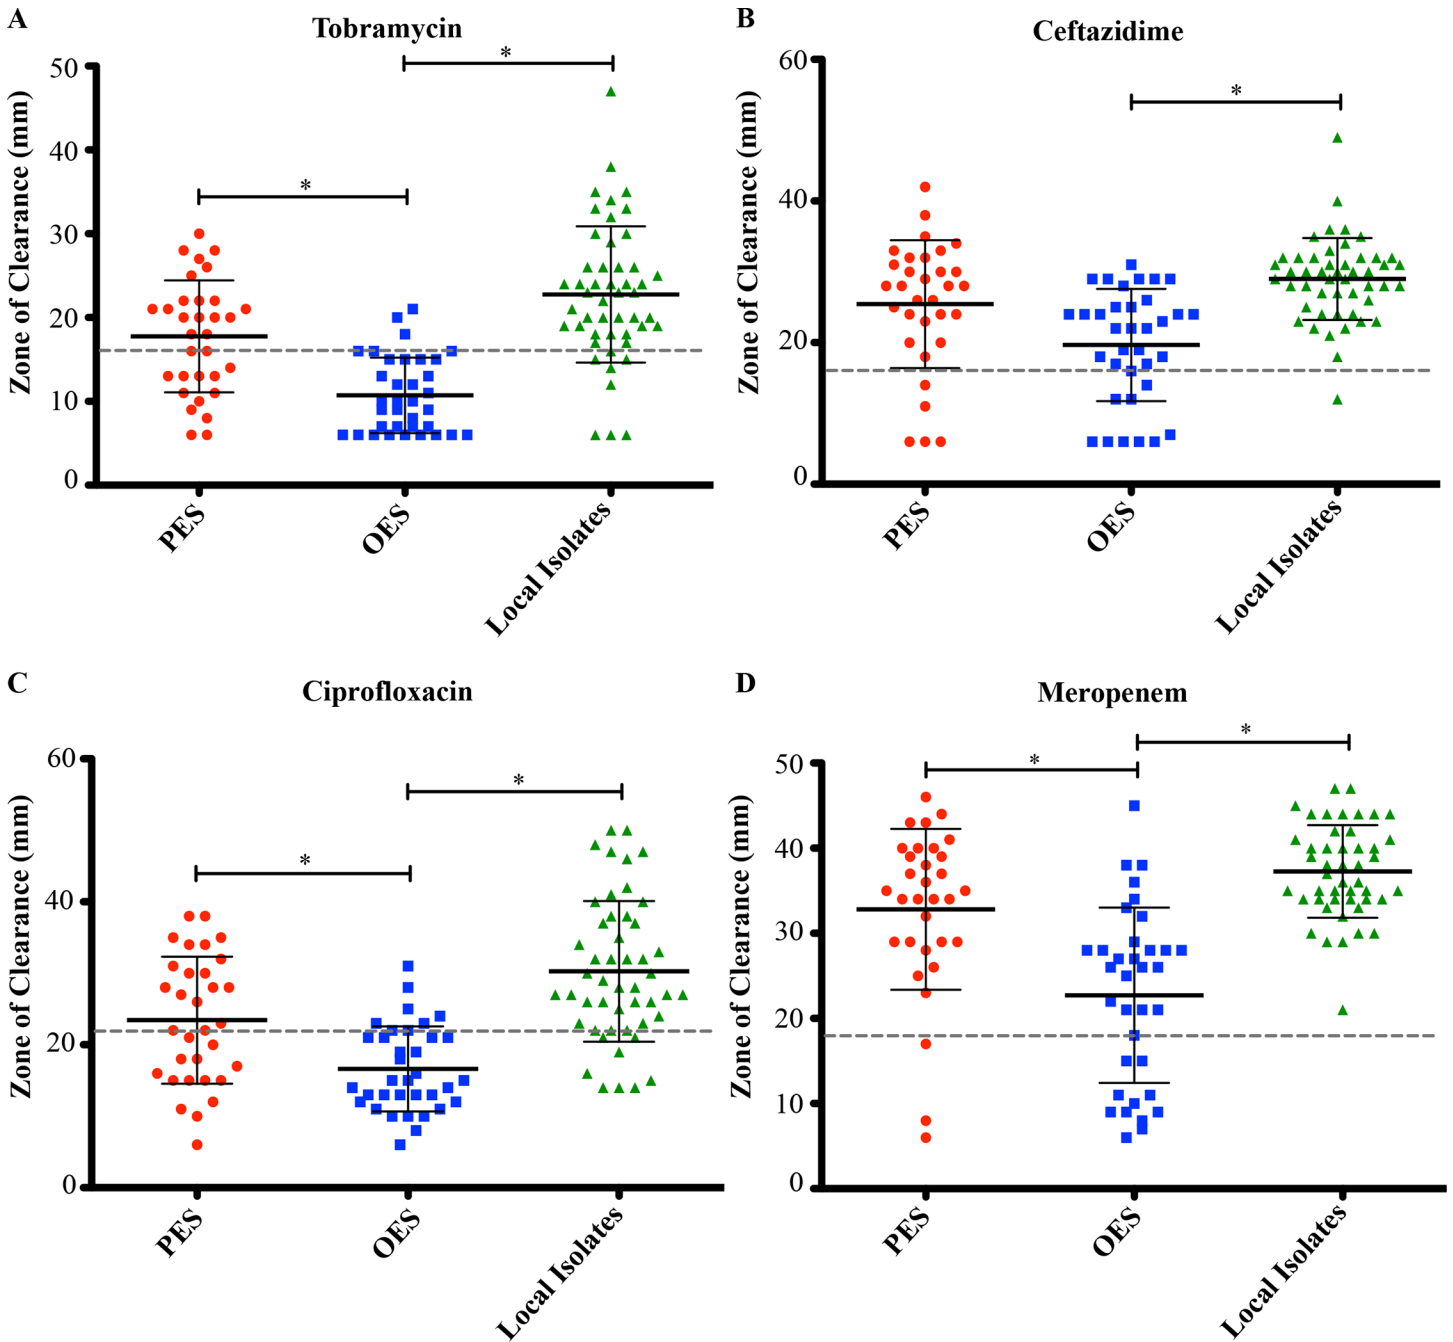 A
Tobramycin
*
*
Zone of Clearance (mm)
50
40
30
20
10
0
PES
OES
Local Isolates
B
Ceftazidime
*
Zone of Clearance (mm)
60
40
20
0
PES
OES
Local Isolates
C
Ciprofloxacin
*
*
Zone of Clearance (mm)
60
40
20
0
PES
OES
Local Isolates
D
Meropenem
*
*
Zone of Clearance (mm)
50
40
30
20
10
0
PES
OES
Local Isolates